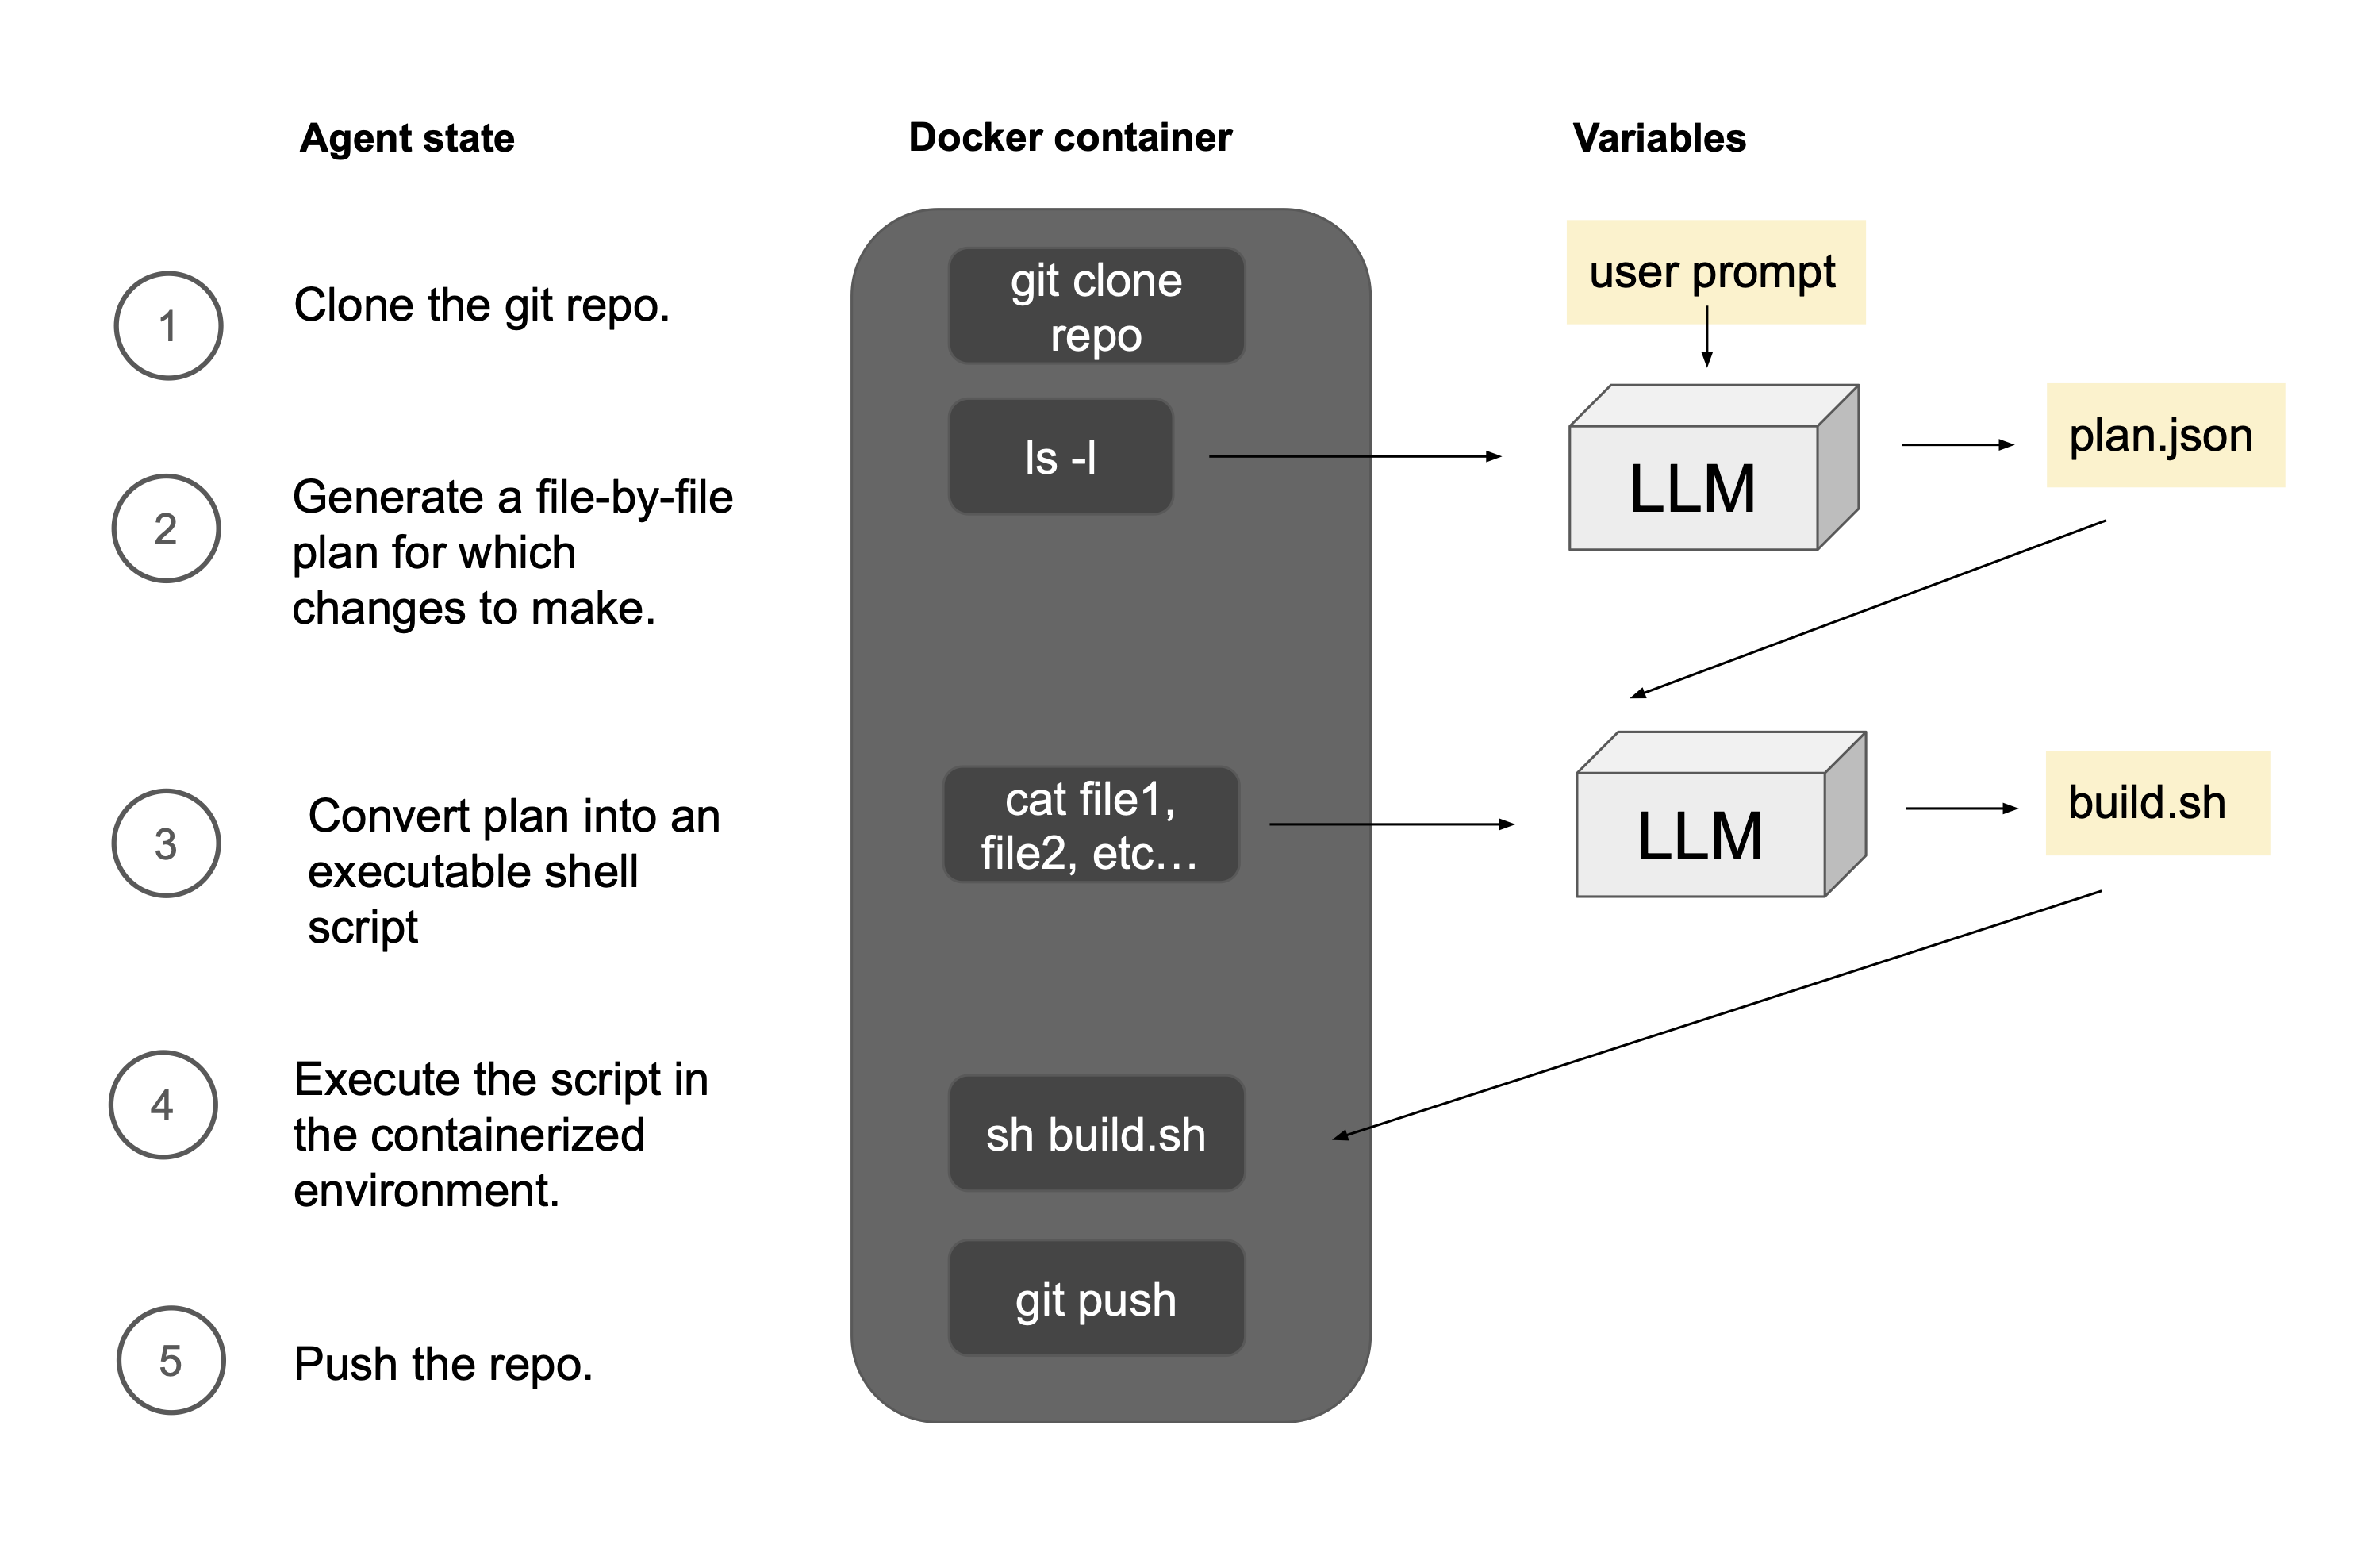 Agent state
Docker container
Variables
1
Clone the git repo.
git clone
repo
user prompt
2
Generate a file-by-file
plan for which
changes to make.
ls -l
LLM
plan.json
3
Convert plan into an
executable shell
script
cat file1,
file2, etc…
LLM
build.sh
4
Execute the script in
the containerized
environment.
sh build.sh
5
Push the repo.
git push